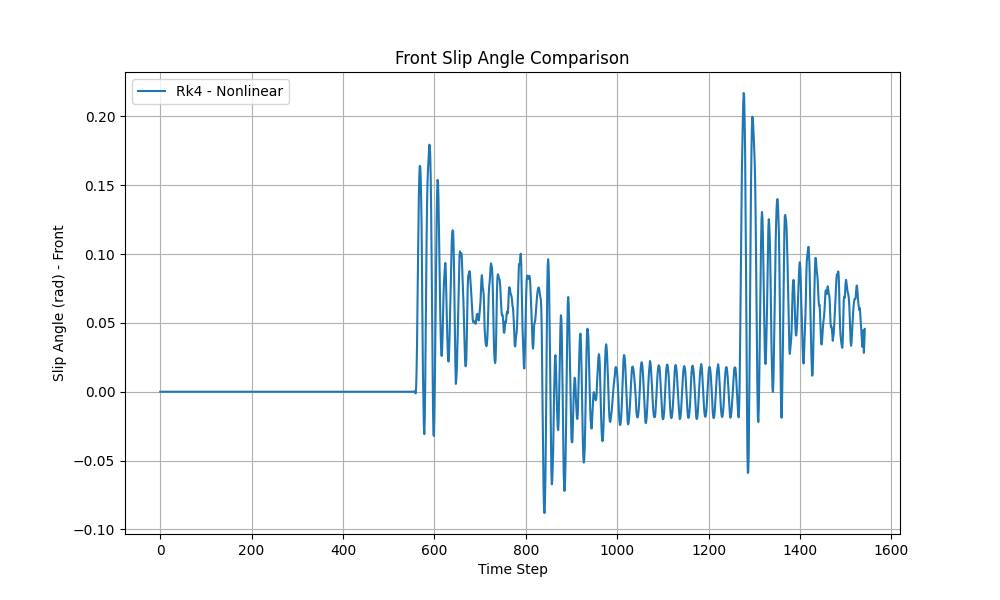 Front Slip Angle Comparison
Rk4 - Nonlinear
Slip Angle (rad) - Front
0.20
0.15
0.10
0.05
0.00
−0.05
−0.10
0 200 400 600 800 1000 1200 1400 1600
Time Step